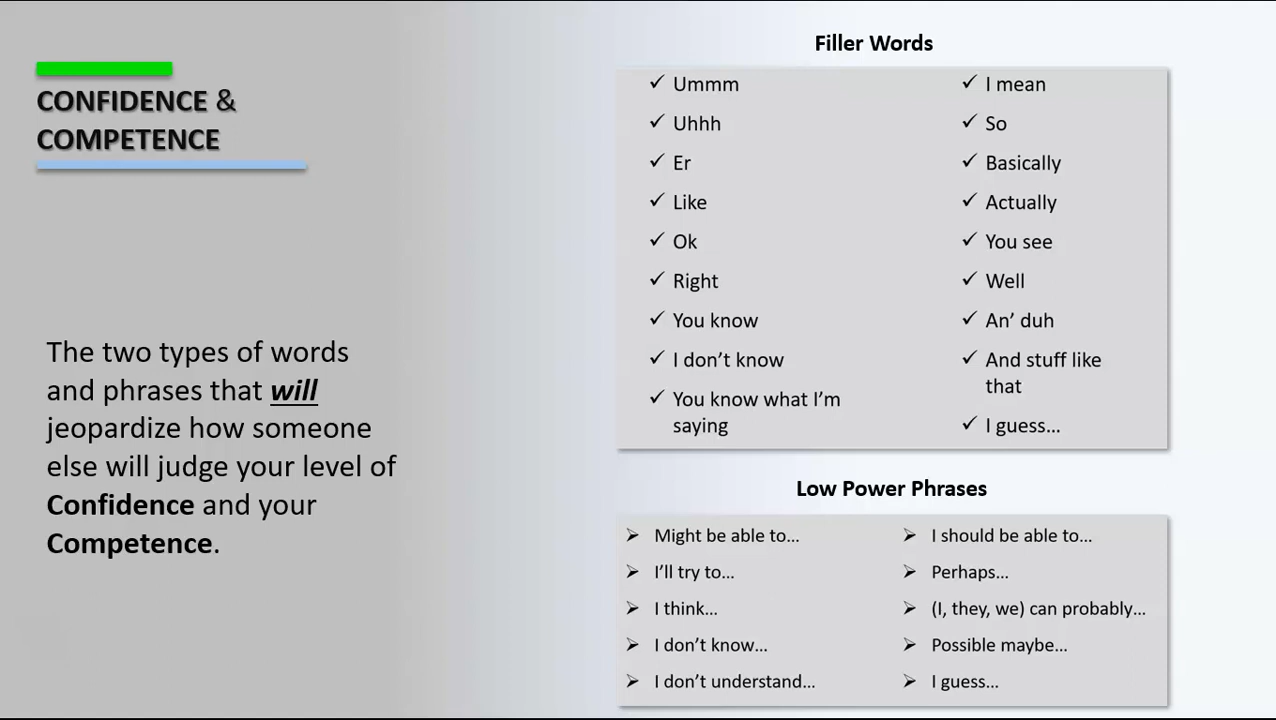 CONFIDENCE &
COMPETENCE
The two types of words
and phrases that will
jeopardize how someone
else will judge your level of
Confidence and your
Competence.
Filler Words
✓ Ummm
✓ Uhhh
✓ Er
✓ Like
✓ Ok
✓ Right
✓ You know
✓ I don't know
✓ You know what I'm
saying
✓ I mean
✓ So
✓ Basically
✓ Actually
✓ You see
✓ Well
✓ An' duh
✓ And stuff like
that
✓ I guess...
Low Power Phrases
➢ Might be able to...
➢ I'll try to...
➢ I think...
➢ I don't know...
➢ I don't understand...
➢ I should be able to...
➢ Perhaps...
➢ (I, they, we) can probably...
➢ Possible maybe...
➢ I guess...